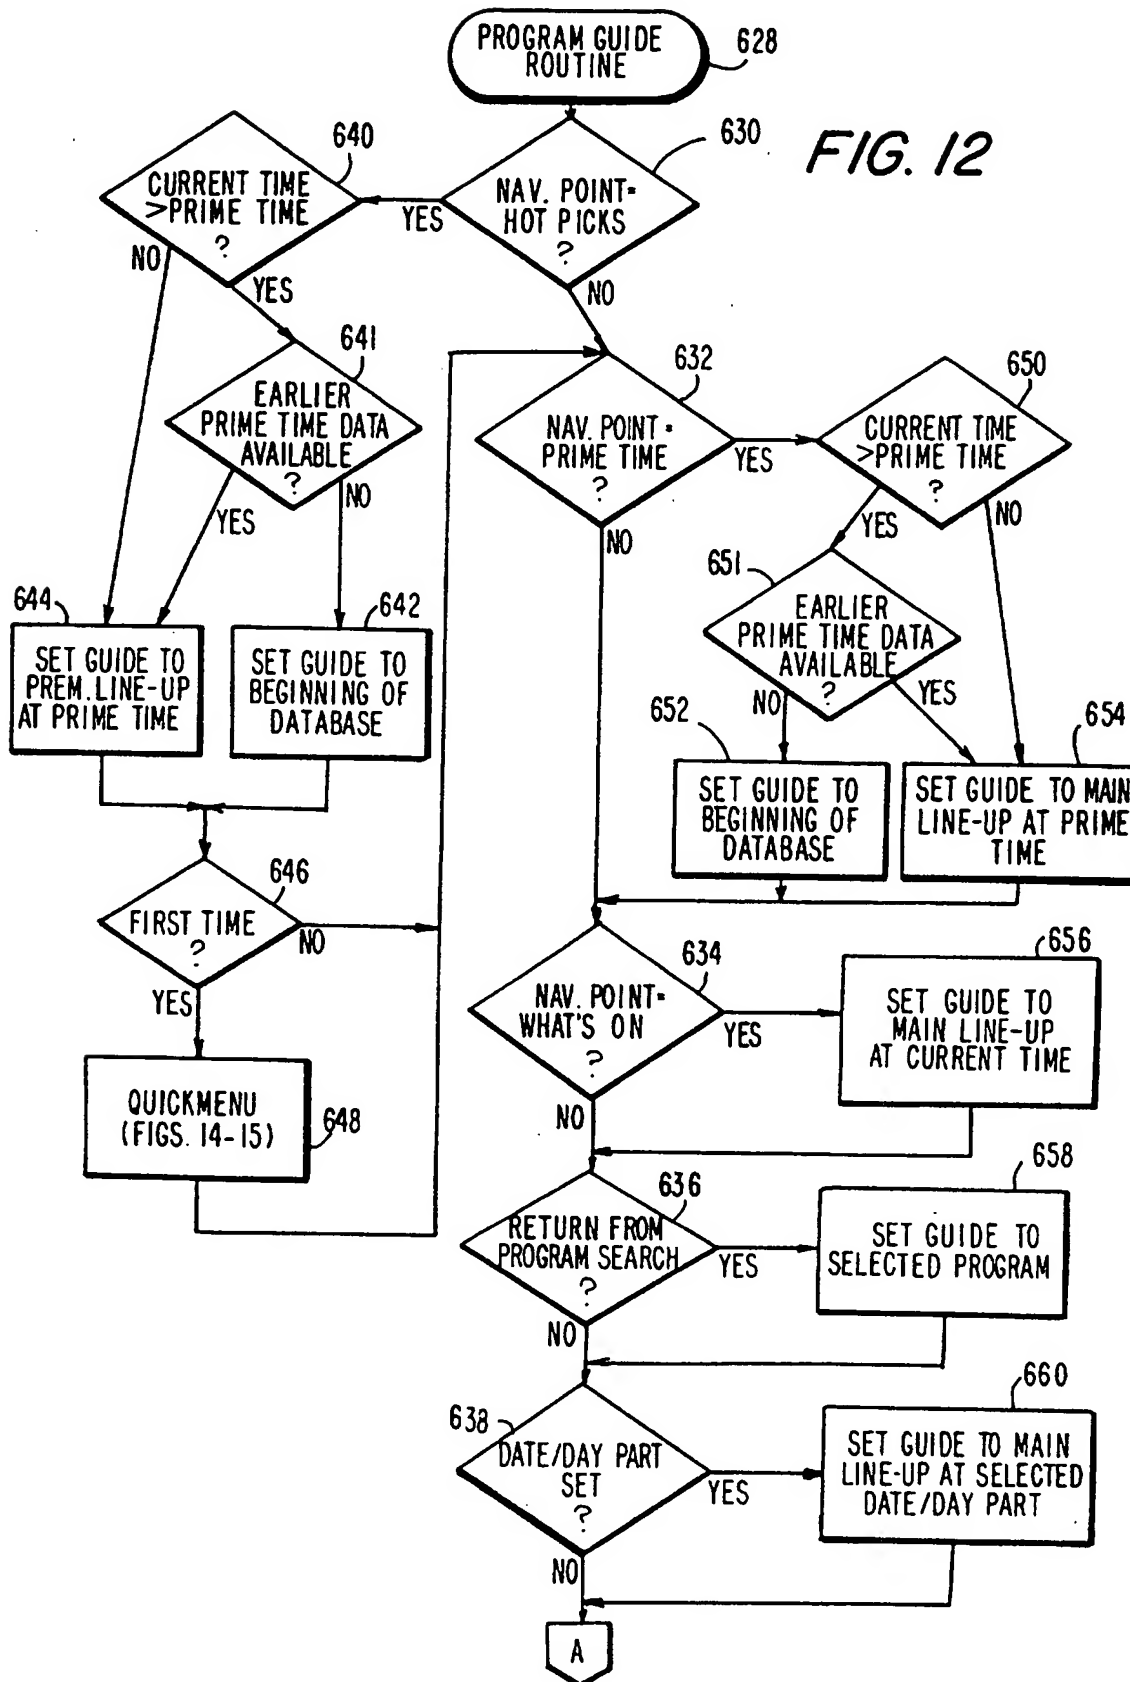 PROGRAM GUIDE
ROUTINE
628
FIG. 12
630
NAV. POINT=
HOT PICKS
?
YES
NO
640
CURRENT TIME
>PRIME TIME
?
NO
YES
641
EARLIER
PRIME TIME DATA
AVAILABLE
?
YES
NO
644
SET GUIDE TO
PREM. LINE-UP
AT PRIME TIME
642
SET GUIDE TO
BEGINNING OF
DATABASE
646
FIRST TIME
?
NO
YES
QUICKMENU
(FIGS. 14-15)
648
632
NAV. POINT=
PRIME TIME
?
YES
NO
650
CURRENT TIME
>PRIME TIME
?
YES
NO
651
EARLIER
PRIME TIME DATA
AVAILABLE
?
NO
YES
652
SET GUIDE TO
BEGINNING OF
DATABASE
654
SET GUIDE TO MAIN
LINE-UP AT PRIME
TIME
634
NAV. POINT=
WHAT'S ON
?
YES
NO
656
SET GUIDE TO
MAIN LINE-UP
AT CURRENT TIME
636
RETURN FROM
PROGRAM SEARCH
?
YES
NO
658
SET GUIDE TO
SELECTED PROGRAM
638
DATE/DAY PART
SET
?
YES
NO
660
SET GUIDE TO MAIN
LINE-UP AT SELECTED
DATE/DAY PART
A